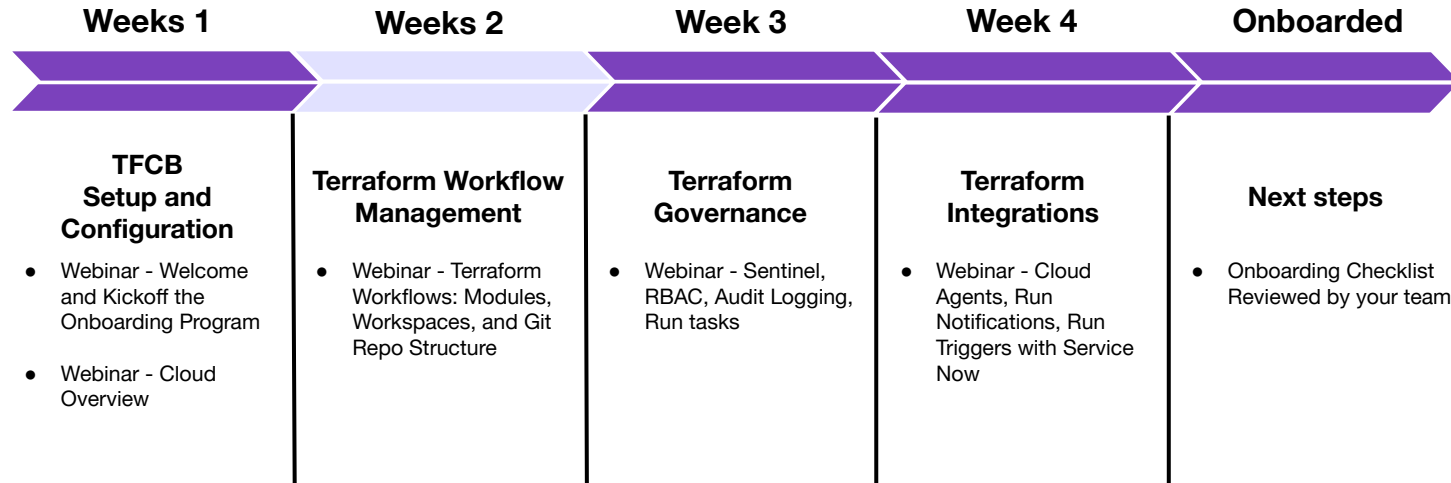 Weeks 1
Weeks 2
Week 3
Week 4
Onboarded
TFCB
Setup and
Configuration
● Webinar - Welcome
and Kickoff the
Onboarding Program
● Webinar - Cloud
Overview
Terraform Workflow
Management
● Webinar - Terraform
Workflows: Modules,
Workspaces, and Git
Repo Structure
Terraform
Governance
● Webinar - Sentinel,
RBAC, Audit Logging,
Run tasks
Terraform
Integrations
● Webinar - Cloud
Agents, Run
Notifications, Run
Triggers with Service
Now
Next steps
● Onboarding Checklist
Reviewed by your team